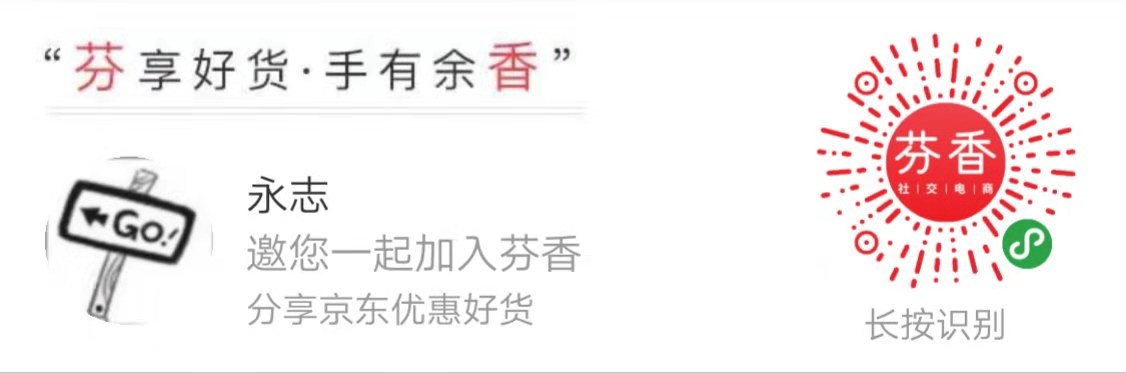 “芬享好货·手有余香”
GO!
永志
邀您一起加入芬香
分享京东优惠好货
芬香
社|交|电|商
长按识别